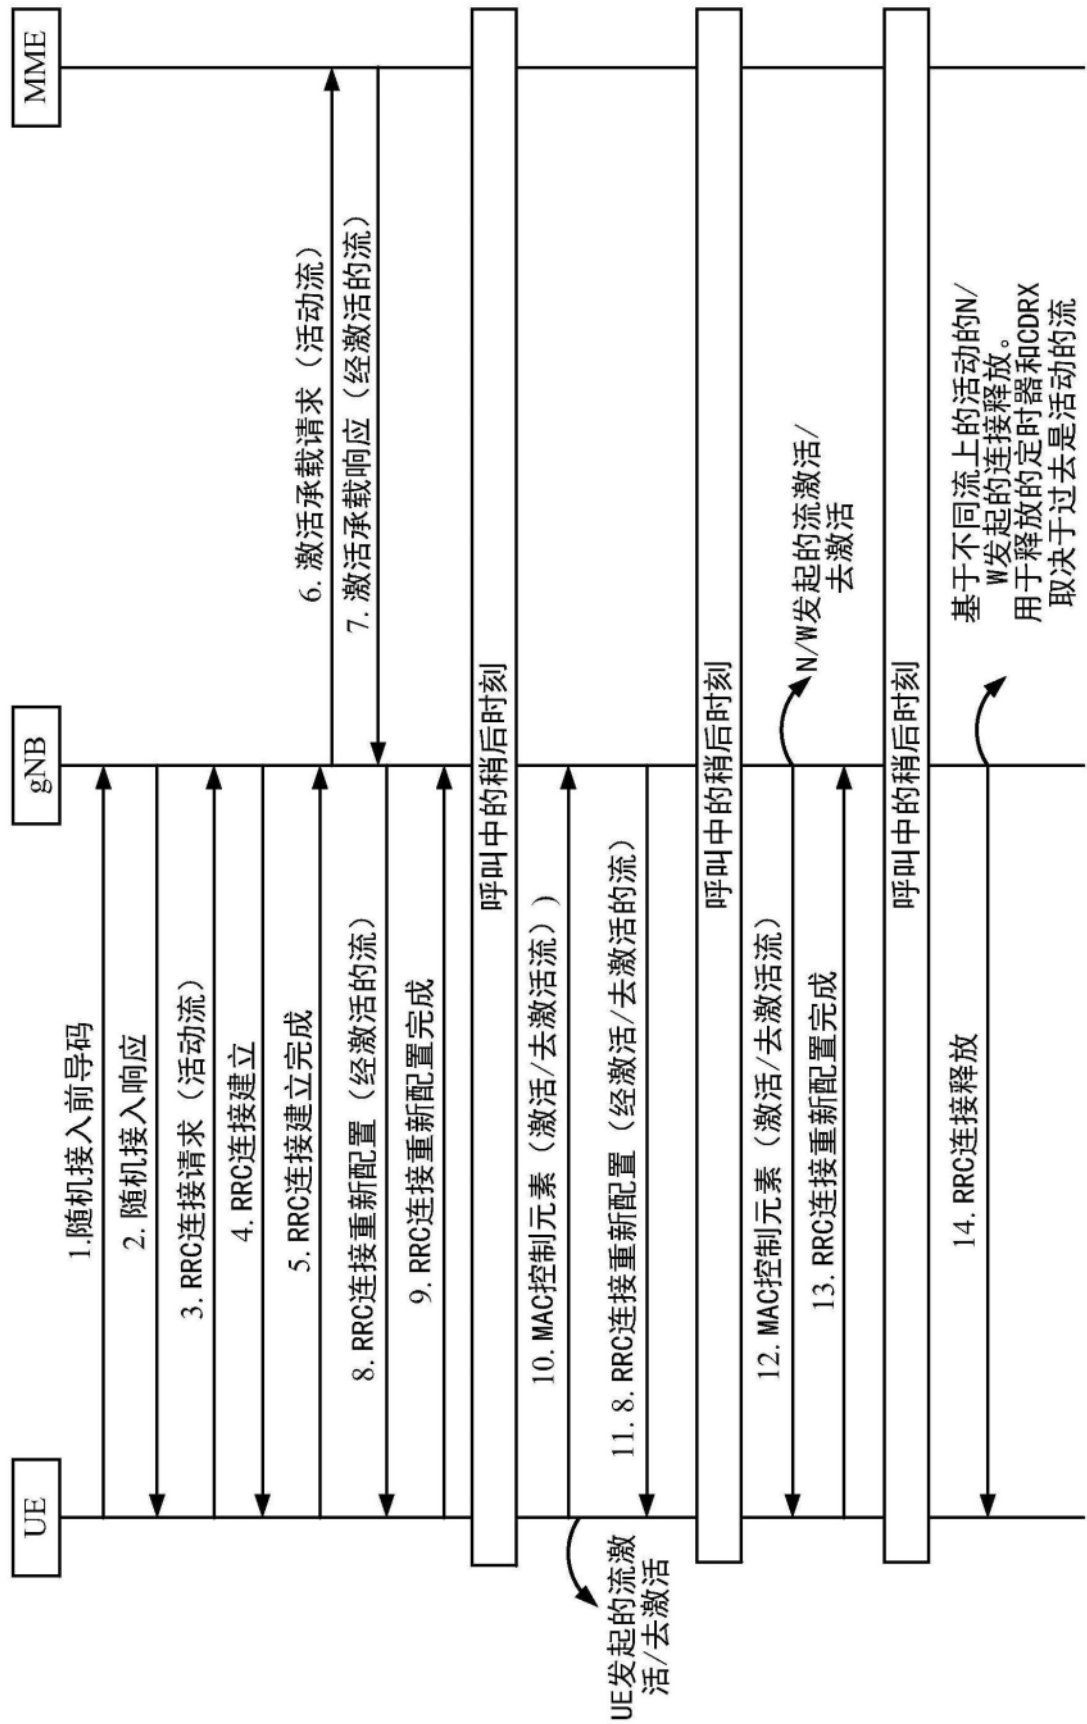 UE
gNB
MME
1.随机接入前导码
2. 随机接入响应
3. RRC连接请求（活动流）
4. RRC连接建立
5. RRC连接建立完成
6. 激活承载请求（活动流）
7. 激活承载响应（经激活的流）
8. RRC连接重新配置（经激活的流）
9. RRC连接重新配置完成
呼叫中的稍后时刻
10. MAC控制元素（激活/去激活流））
UE发起的流激
活/去激活
11. 8. RRC连接重新配置（经激活/去激活的流）
呼叫中的稍后时刻
12. MAC控制元素（激活/去激活流）
N/W发起的流激活/
去激活
13. RRC连接重新配置完成
呼叫中的稍后时刻
14. RRC连接释放
基于不同流上的活动的N/
W发起的连接释放。
用于释放的定时器和CDRX
取决于过去是活动的流